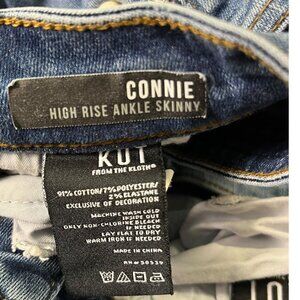 CONNIE
HIGH RISE ANKLE SKINNY
KUT
FROM THE KLOTH®
91% COTTON/7% POLYESTER/
2% ELASTANE
EXCLUSIVE OF DECORATION
MACHINE WASH COLD
INSIDE OUT
ONLY NON-CHLORINE BLEACH
IF NEEDED
LAY FLAT TO DRY
WARM IRON IF NEEDED
MADE IN CHINA